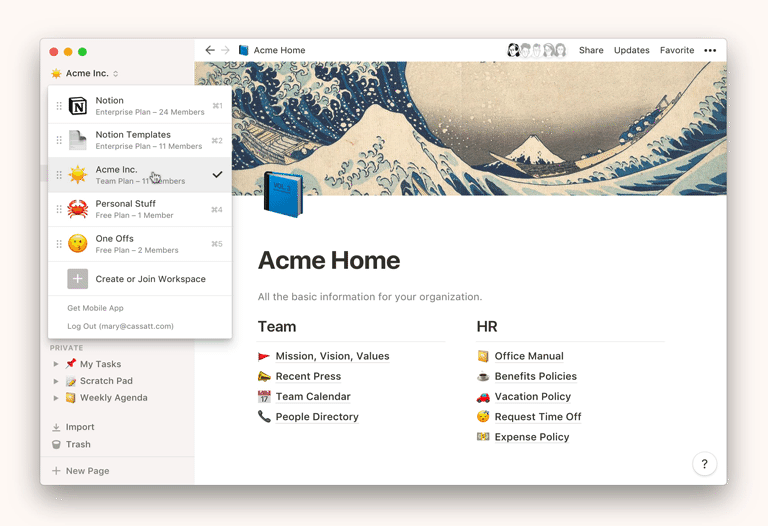 Acme Inc.
Acme Home
Share
Updates
Favorite
Notion
Enterprise Plan – 24 Members
⌘1
Notion Templates
Enterprise Plan – 11 Members
⌘2
Acme Inc.
Team Plan – 11 Members
Personal Stuff
Free Plan – 1 Member
⌘4
One Offs
Free Plan – 2 Members
⌘5
Create or Join Workspace
Get Mobile App
Log Out (mary@cassatt.com)
PRIVATE
My Tasks
Scratch Pad
Weekly Agenda
Import
Trash
New Page
VOL. 5
Acme Home
All the basic information for your organization.
Team
Mission, Vision, Values
Recent Press
Team Calendar
People Directory
HR
Office Manual
Benefits Policies
Vacation Policy
Request Time Off
Expense Policy
?